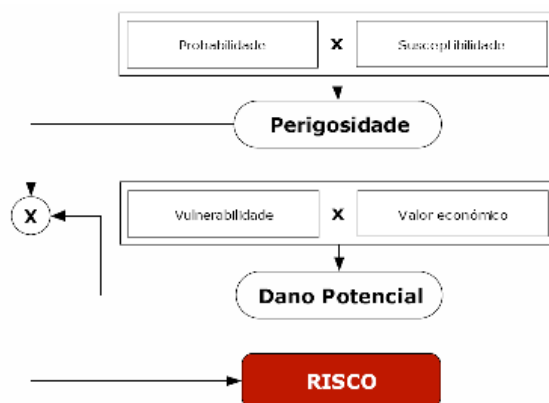 Probabilidade x Susceptibilidade
Perigosidade
X
Vulnerabilidade x Valor económico
Dano Potencial
RISCO